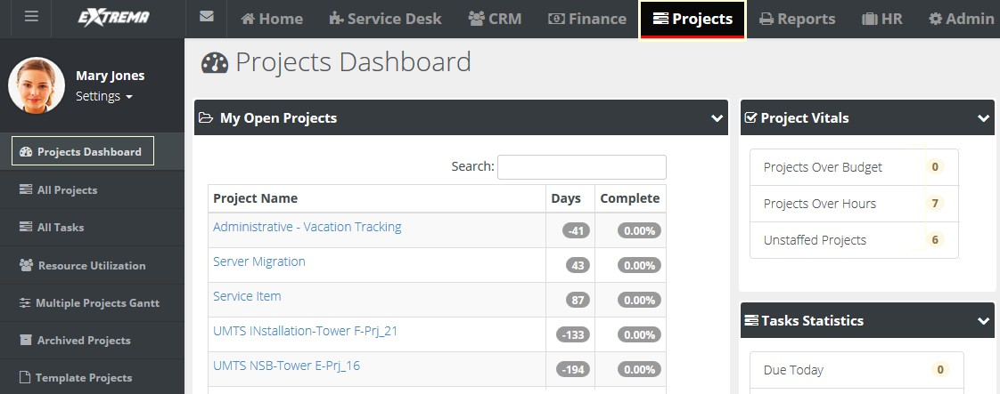 EXTREMA
Home
Service Desk
CRM
Finance
Projects
Reports
HR
Admin
Mary Jones
Settings
Projects Dashboard
All Projects
All Tasks
Resource Utilization
Multiple Projects Gantt
Archived Projects
Template Projects
Projects Dashboard
My Open Projects
Search:
Project Name Days Complete
Administrative - Vacation Tracking -41 0.00%
Server Migration 43 0.00%
Service Item 87 0.00%
UMTS INstallation-Tower F-Prj_21 -133 0.00%
UMTS NSB-Tower E-Prj_16 -194 0.00%
Project Vitals
Projects Over Budget 0
Projects Over Hours 7
Unstaffed Projects 6
Tasks Statistics
Due Today 0